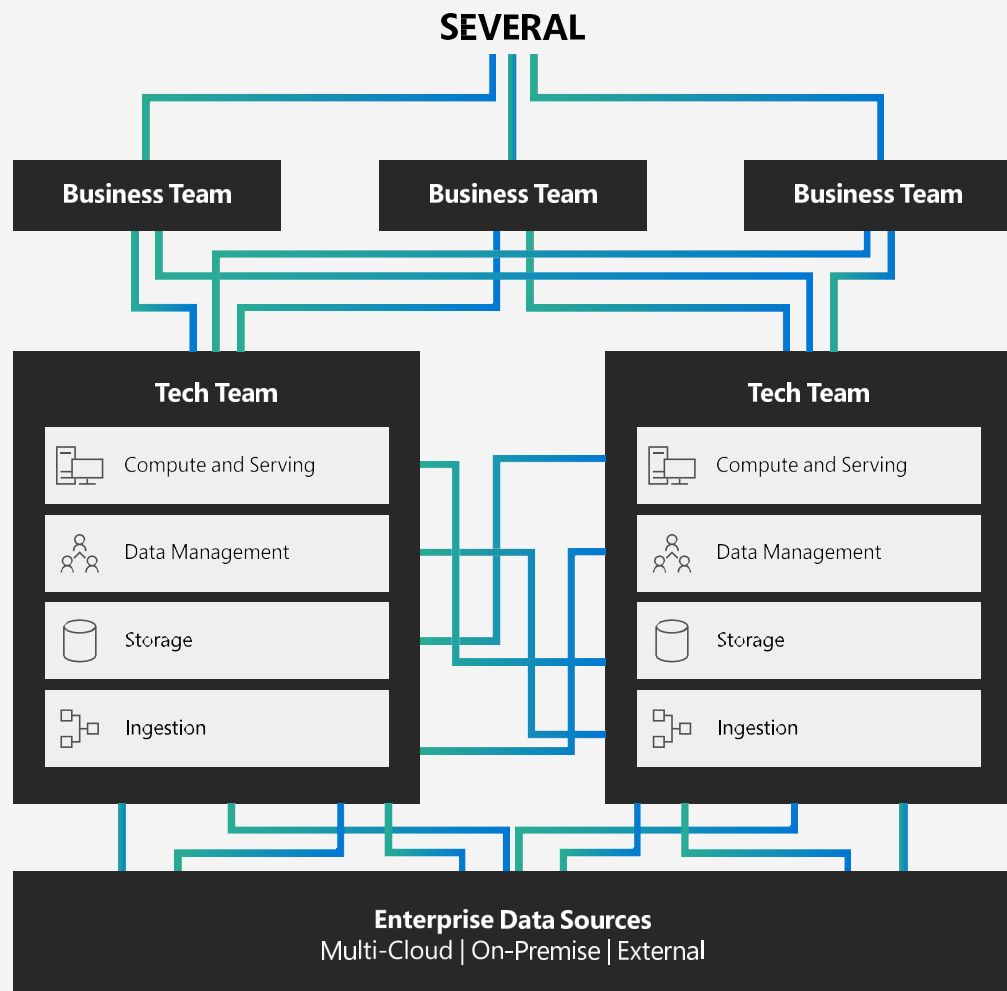 SEVERAL
Business Team
Business Team
Business Team
Tech Team
Compute and Serving
Data Management
Storage
Ingestion
Tech Team
Compute and Serving
Data Management
Storage
Ingestion
Enterprise Data Sources
Multi-Cloud | On-Premise | External